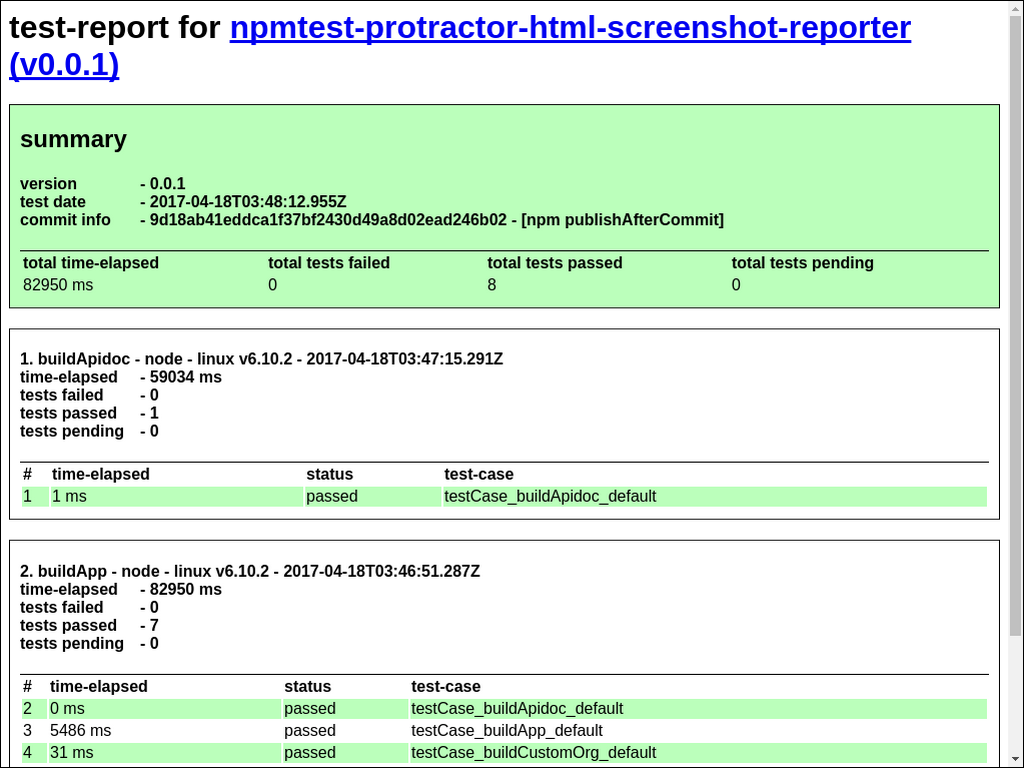 test-report for npmtest-protractor-html-screenshot-reporter
(v0.0.1)
summary
version - 0.0.1
test date - 2017-04-18T03:48:12.955Z
commit info - 9d18ab41eddca1f37bf2430d49a8d02ead246b02 - [npm publishAfterCommit]
total time-elapsed total tests failed total tests passed total tests pending
82950 ms 0 8 0
1. buildApidoc - node - linux v6.10.2 - 2017-04-18T03:47:15.291Z
time-elapsed - 59034 ms
tests failed - 0
tests passed - 1
tests pending - 0
# time-elapsed status test-case
1 1 ms passed testCase_buildApidoc_default
2. buildApp - node - linux v6.10.2 - 2017-04-18T03:46:51.287Z
time-elapsed - 82950 ms
tests failed - 0
tests passed - 7
tests pending - 0
# time-elapsed status test-case
2 0 ms passed testCase_buildApidoc_default
3 5486 ms passed testCase_buildApp_default
4 31 ms passed testCase_buildCustomOrg_default